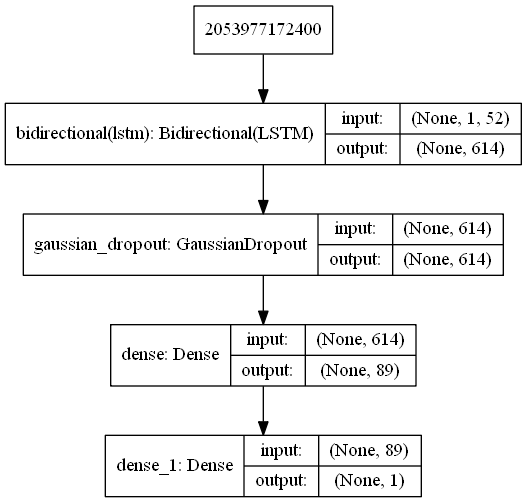 2053977172400
bidirectional(lstm): Bidirectional(LSTM) input: (None, 1, 52)
output: (None, 614)
gaussian_dropout: GaussianDropout input: (None, 614)
output: (None, 614)
dense: Dense input: (None, 614)
output: (None, 89)
dense_1: Dense input: (None, 89)
output: (None, 1)